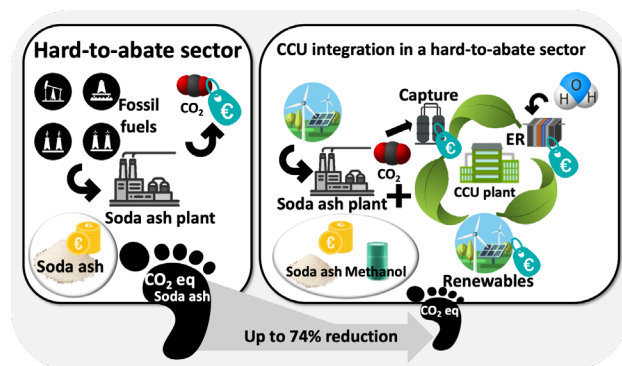 Hard-to-abate sector
Fossil
fuels
CO₂
€
Soda ash plant
€
Soda ash
CO₂ eq
Soda ash
CCU integration in a hard-to-abate sector
Capture
€
H O H
ER
€
CO₂
Soda ash plant
+
CCU plant
€
Soda ash Methanol
Renewables
€
CO₂ eq
Up to 74% reduction